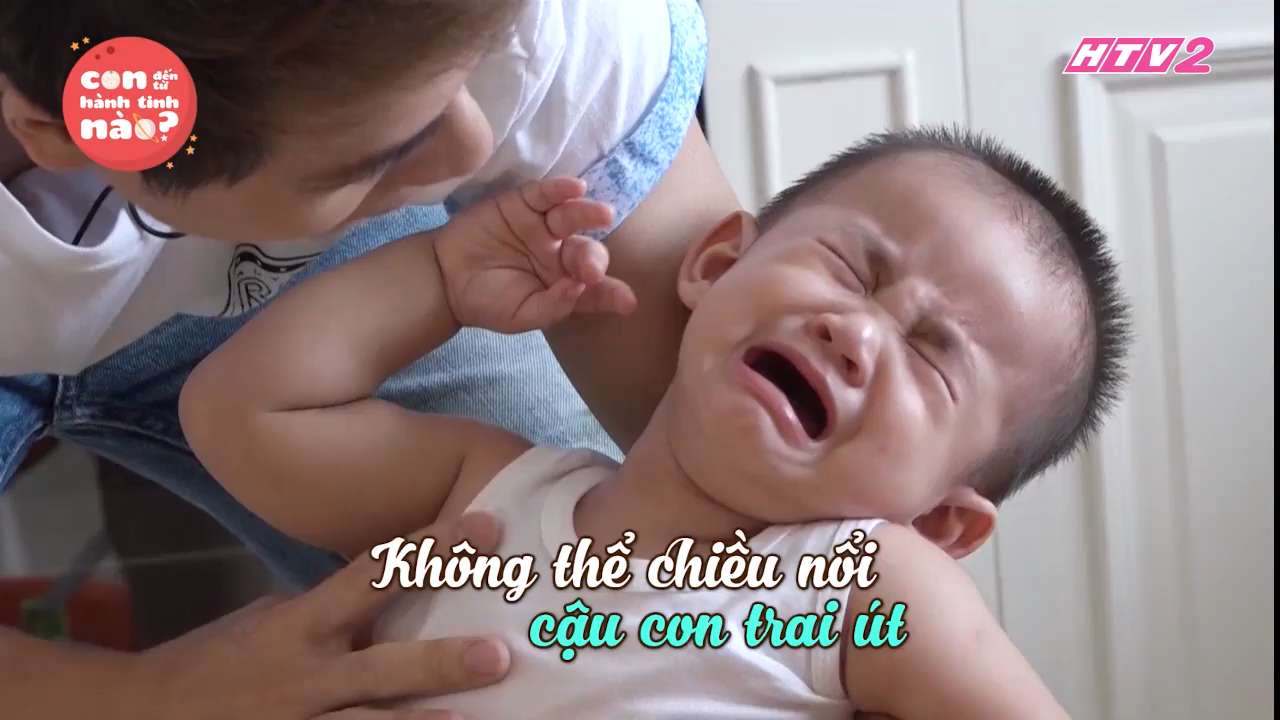 con đến từ
hành tinh
nào?
HTV2
Không thể chiều nổi
cậu con trai út